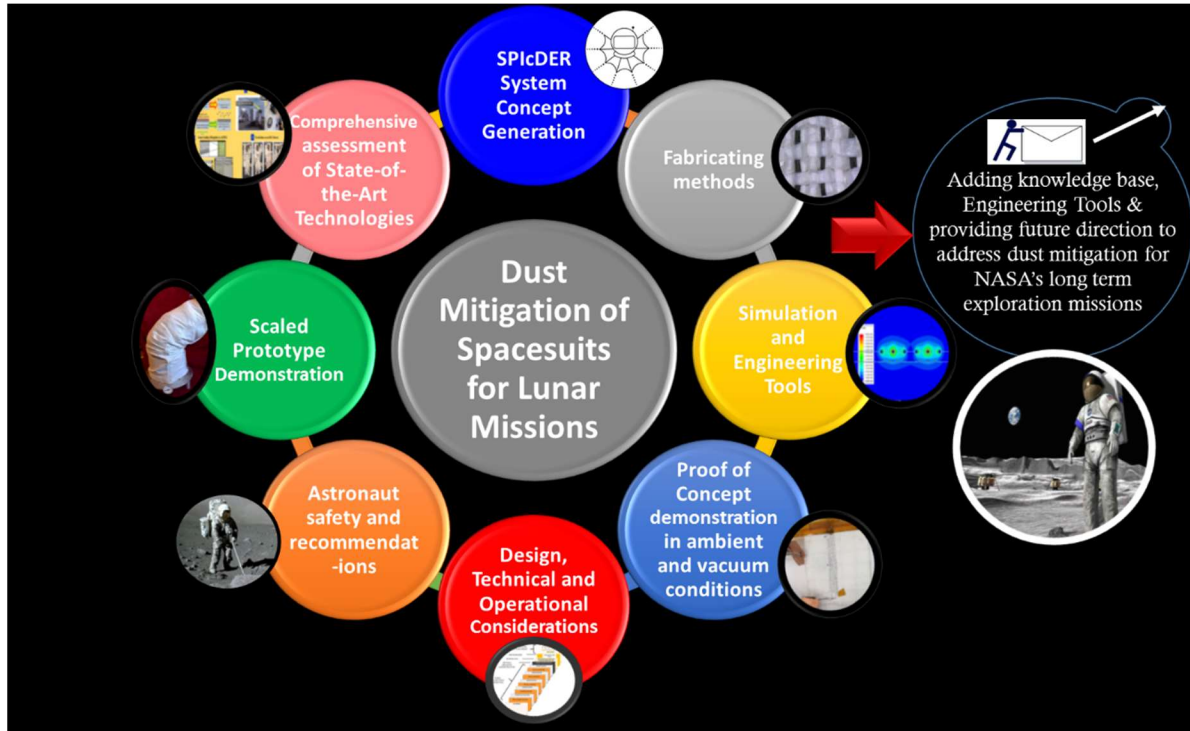 SPIcDER
System
Concept
Generation
Fabricating
methods
Simulation
and
Engineering
Tools
Proof of
Concept
demonstration
in ambient
and vacuum
conditions
Design,
Technical and
Operational
Considerations
Astronaut
safety and
recommendat
-ions
Scaled
Prototype
Demonstration
Comprehensive
assessment
of State-of-
the-Art
Technologies
Dust
Mitigation of
Spacesuits
for Lunar
Missions
Adding knowledge base,
Engineering Tools &
providing future direction to
address dust mitigation for
NASA's long term
exploration missions